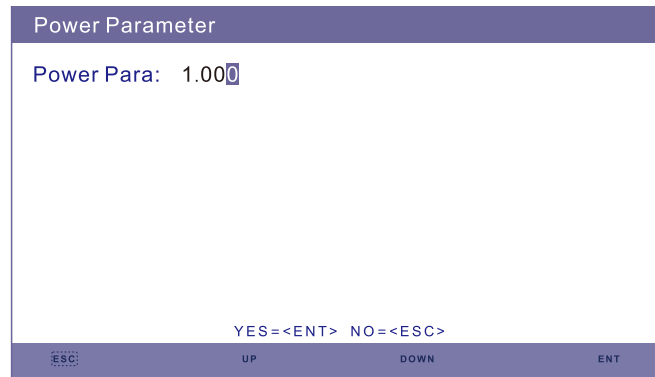 Power Parameter
Power Para: 1.000
YES=<ENT> NO=<ESC>
ESC UP DOWN ENT